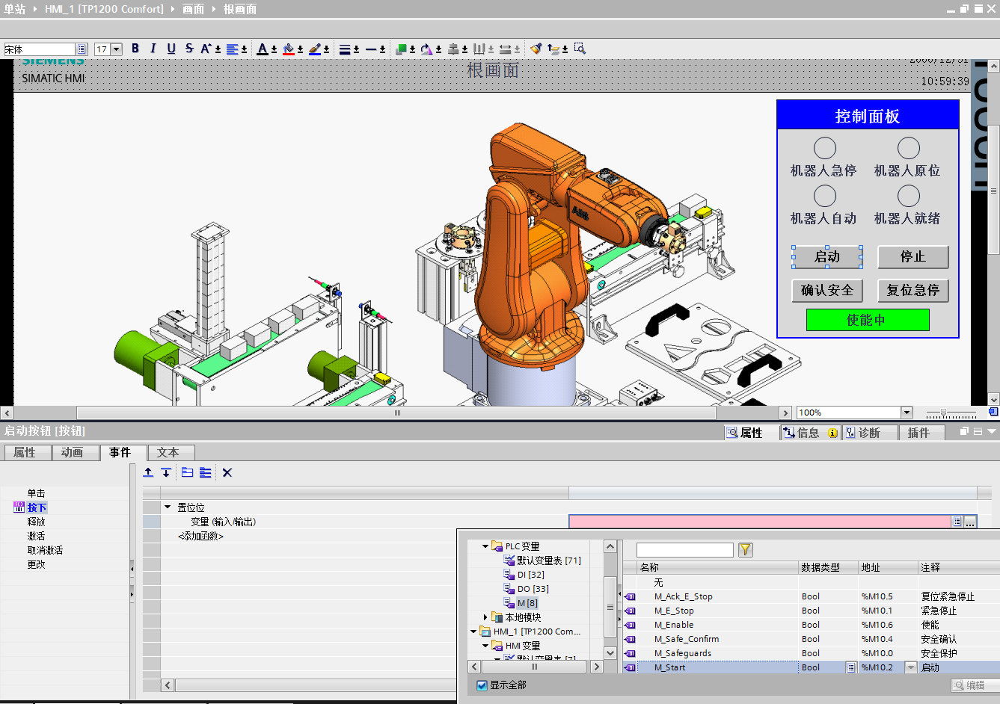 单站 ▸ HMI_1 [TP1200 Comfort] ▸ 画面 ▸ 根画面
宋体 17 B I U S A A
SIEMENS
SIMATIC HMI
根画面
10:59:39
控制面板
机器人急停 机器人原位
机器人自动 机器人就绪
启动 停止
确认安全 复位急停
使能中
ABB
100%
启动按钮 [按钮]
属性 信息 诊断 插件
属性 动画 事件 文本
单击
按下
释放
激活
取消激活
更改
置位位
变量 (输入/输出)
<添加函数>
PLC 变量
默认变量表 [71]
DI [32]
DO [33]
M [8]
本地模块
HMI_1 [TP1200 Com...
HMI 变量
默认变量表 [7]
显示全部
名称 数据类型 地址 注释
无
M_Ack_E_Stop Bool %M10.5 复位紧急停止
M_E_Stop Bool %M10.1 紧急停止
M_Enable Bool %M10.6 使能
M_Safe_Confirm Bool %M10.4 安全确认
M_Safeguards Bool %M10.0 安全保护
M_Start Bool %M10.2 启动
编辑